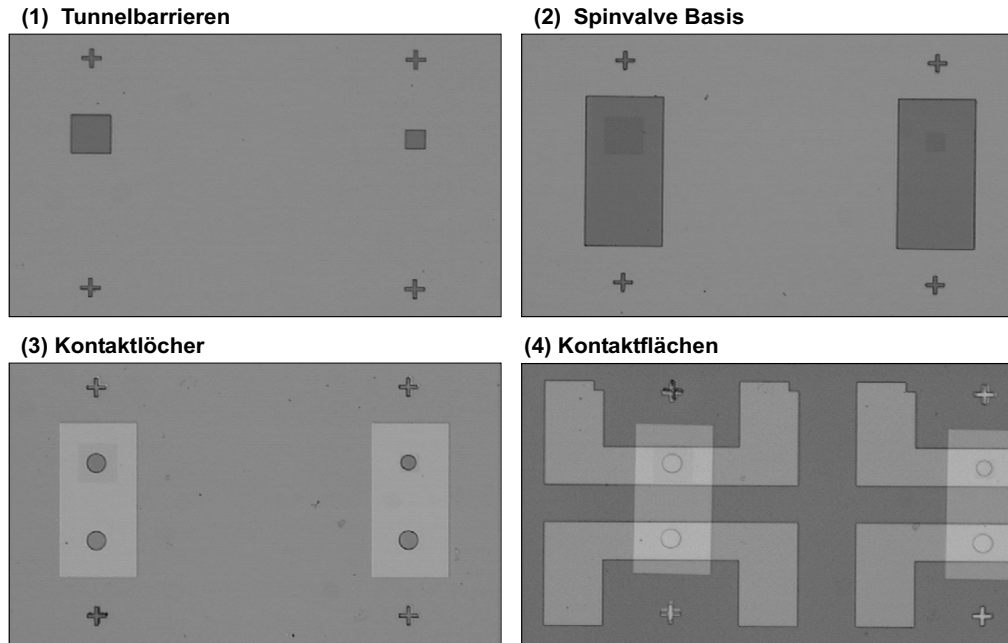 (1) Tunnelbarrieren
(2) Spinvalve Basis
(3) Kontaktlöcher
(4) Kontaktflächen